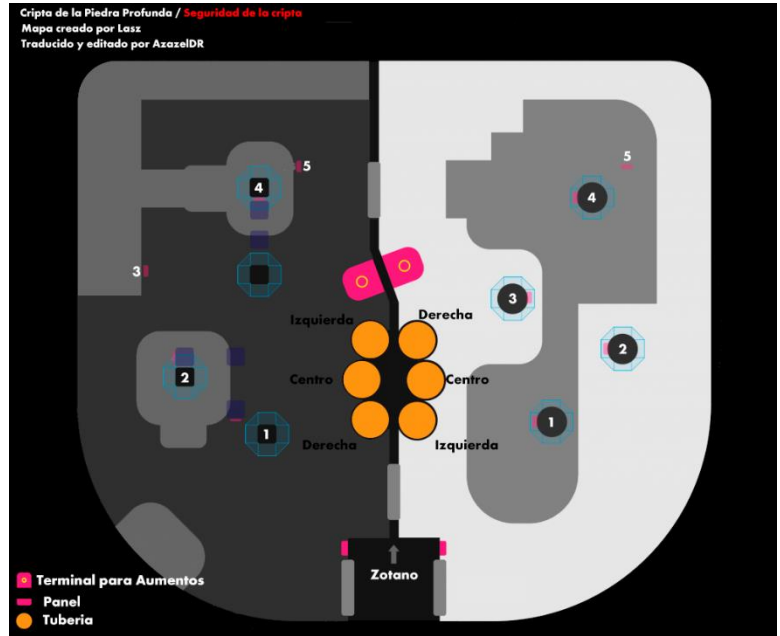 Cripta de la Piedra Profunda / Seguridad de la cripta
Mapa creado por Lasz
Traducido y editado por AzazelDR
5
5
4
4
3
3
Izquierda
Derecha
2
Centro
Centro
2
1
1
Derecha
Izquierda
Zotano
Terminal para Aumentos
Panel
Tuberia